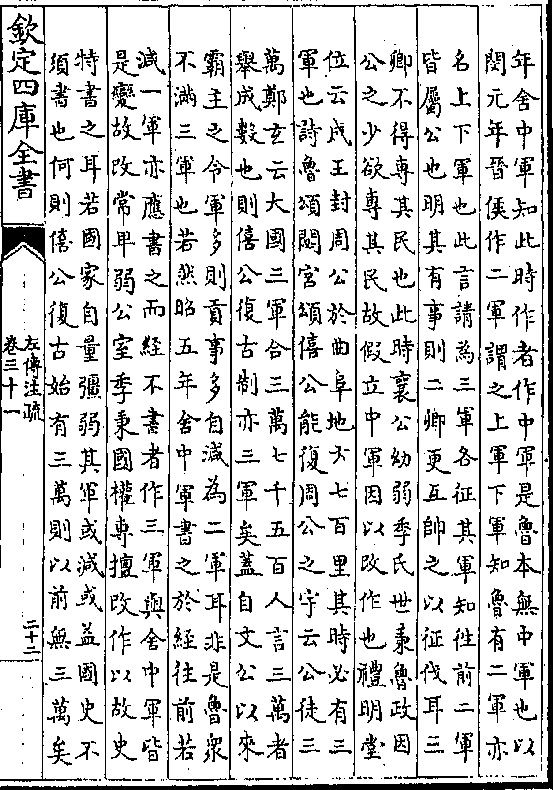 年舍中軍知此時作者作中軍是魯本無中軍也以
閔元年晉侯作二軍謂之上軍下軍知魯有二軍亦
名上下軍也此言請為三軍各征其軍知往前二軍
皆屬公也明其有事則二卿更互帥之以征伐耳三
卿不得專其民也此時襄公幼弱季氏世秉魯政因
公之少欲專其民故假立中軍因以改作也禮明堂
位云成王封周公於曲阜地方七百里其時必有三
軍也詩魯頌閟宮頌僖公能復周公之宇云公徒三
萬鄭玄云大國三軍合三萬七千五百人言三萬者
舉成數也則僖公復古制亦三軍矣蓋自文公以來
霸主之令軍多則貢事多自減為二軍耳非是魯衆
不滿三軍也若然昭五年舍中軍書之於經往前若
減一軍亦應書之而經不書者作三軍與舍中軍皆
是變故改常卑弱公室季秉國權專擅改作以故史
特書之耳若國家自量彊弱其軍或減或益國史不
須書也何則僖公復古始有三萬則以前無三萬矣
欽定四庫全書
左傳注疏
卷三十一
二十二